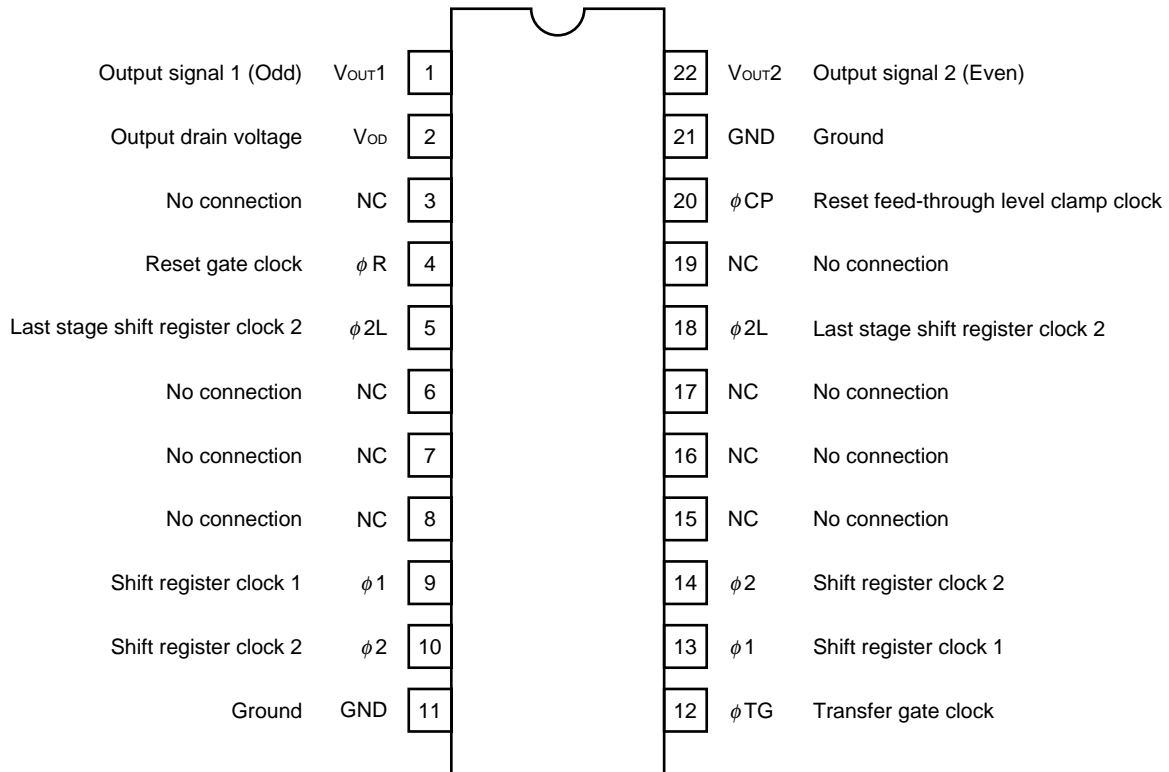 Output signal 1 (Odd) VOUT1 1 22 VOUT2 Output signal 2 (Even)
Output drain voltage VOD 2 21 GND Ground
No connection NC 3 20 ϕCP Reset feed-through level clamp clock
Reset gate clock ϕR 4 19 NC No connection
Last stage shift register clock 2 ϕ2L 5 18 ϕ2L Last stage shift register clock 2
No connection NC 6 17 NC No connection
No connection NC 7 16 NC No connection
No connection NC 8 15 NC No connection
Shift register clock 1 ϕ1 9 14 ϕ2 Shift register clock 2
Shift register clock 2 ϕ2 10 13 ϕ1 Shift register clock 1
Ground GND 11 12 ϕTG Transfer gate clock